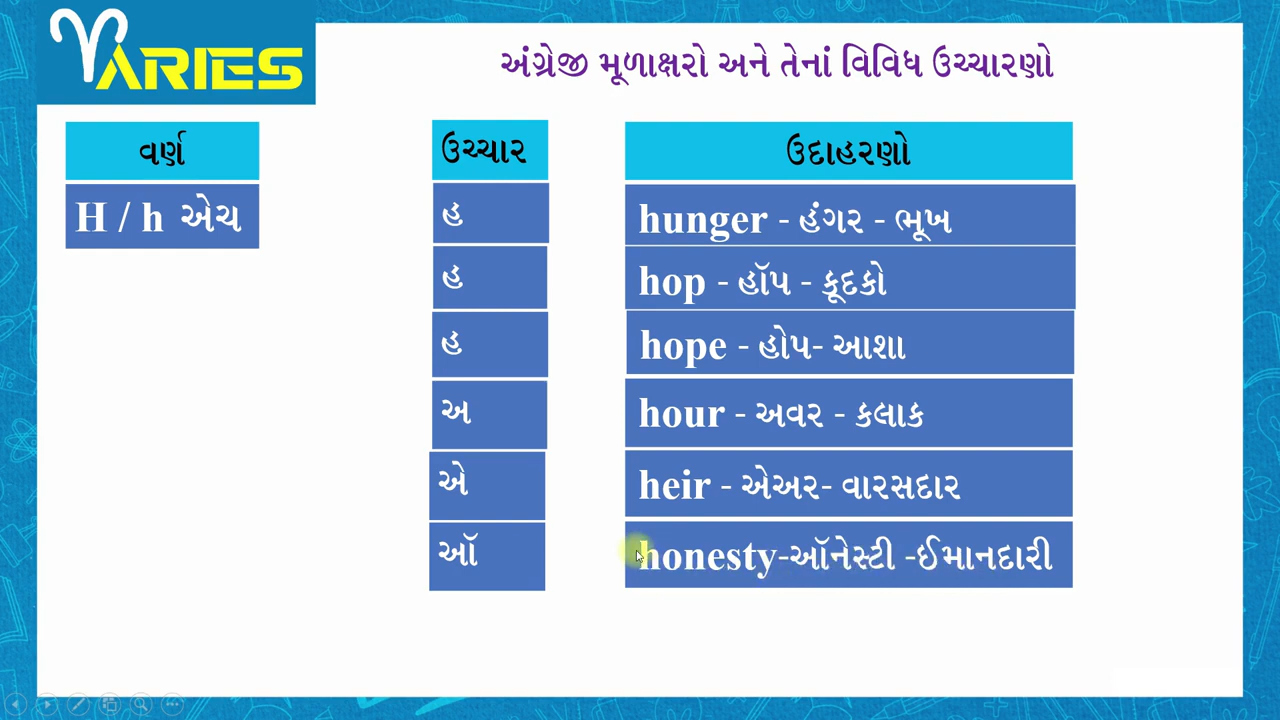 ARIES
અંગ્રેજી મૂળાક્ષરો અને તેનાં વિવિધ ઉચ્ચારણો
વર્ણ ઉચ્ચાર ઉદાહરણો
H / h એચ હ hunger - હંગર - ભૂખ
હ hop - હૉપ - કૂદકો
હ hope - હોપ- આશા
અ hour - અવર - કલાક
એ heir - એઅર- વારસદાર
ઑ honesty-ઑનેસ્ટી -ઈમાનદારી